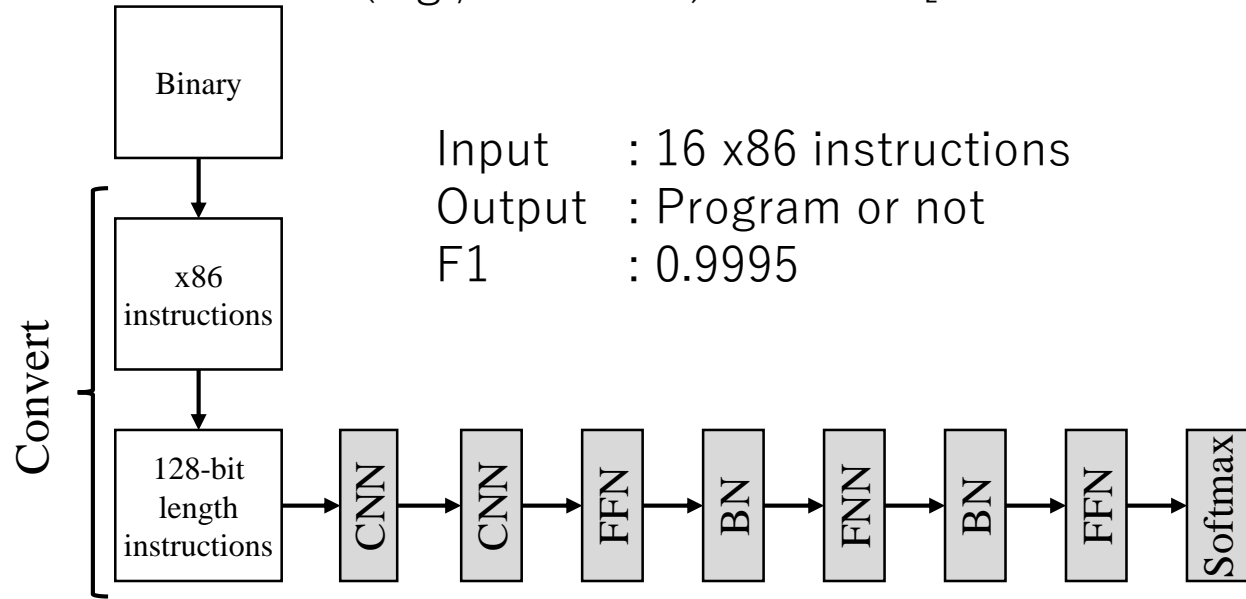 Binary
Input : 16 x86 instructions
Output : Program or not
F1 : 0.9995
x86
instructions
Convert
128-bit
length
instructions
CNN
CNN
FFN
BN
FNN
BN
FFN
Softmax